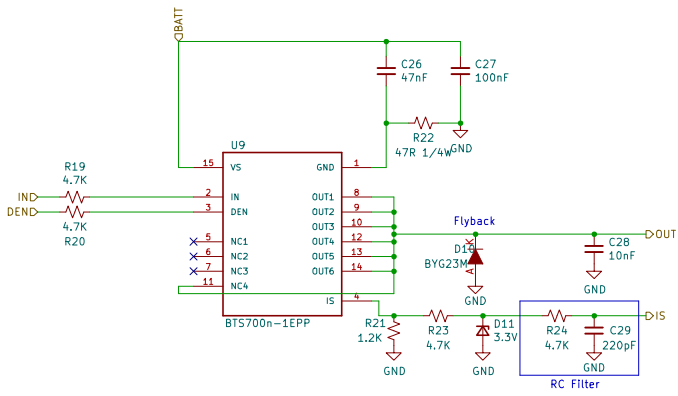 BATT
C26
47nF
C27
100nF
R22
47R 1/4W
GND
U9
15
VS
GND
1
R19
4.7K
IN
2
IN
OUT1
8
DEN
3
DEN
OUT2
9
4.7K
R20
OUT3
10
Flyback
5
NC1
OUT4
12
OUT
6
NC2
OUT5
13
D10
K
C28
10nF
7
NC3
OUT6
14
BYG23M
A
GND
11
NC4
GND
IS
4
BTS700n-1EPP
R21
1.2K
R23
4.7K
D11
3.3V
R24
4.7K
C29
220pF
IS
GND
GND
GND
RC Filter